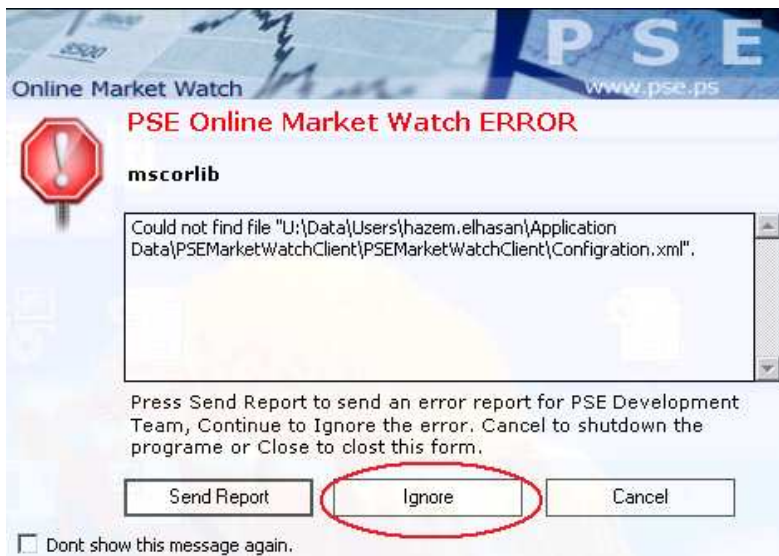 8500
P S E
Online Market Watch
www.pse.ps
PSE Online Market Watch ERROR
mscorlib
Could not find file "U:\Data\Users\hazem.elhasan\Application
Data\PSEMarketWatchClient\PSEMarketWatchClient\Configration.xml".
Press Send Report to send an error report for PSE Development
Team, Continue to Ignore the error. Cancel to shutdown the
programe or Close to clost this form.
Send Report
Ignore
Cancel
Dont show this message again.